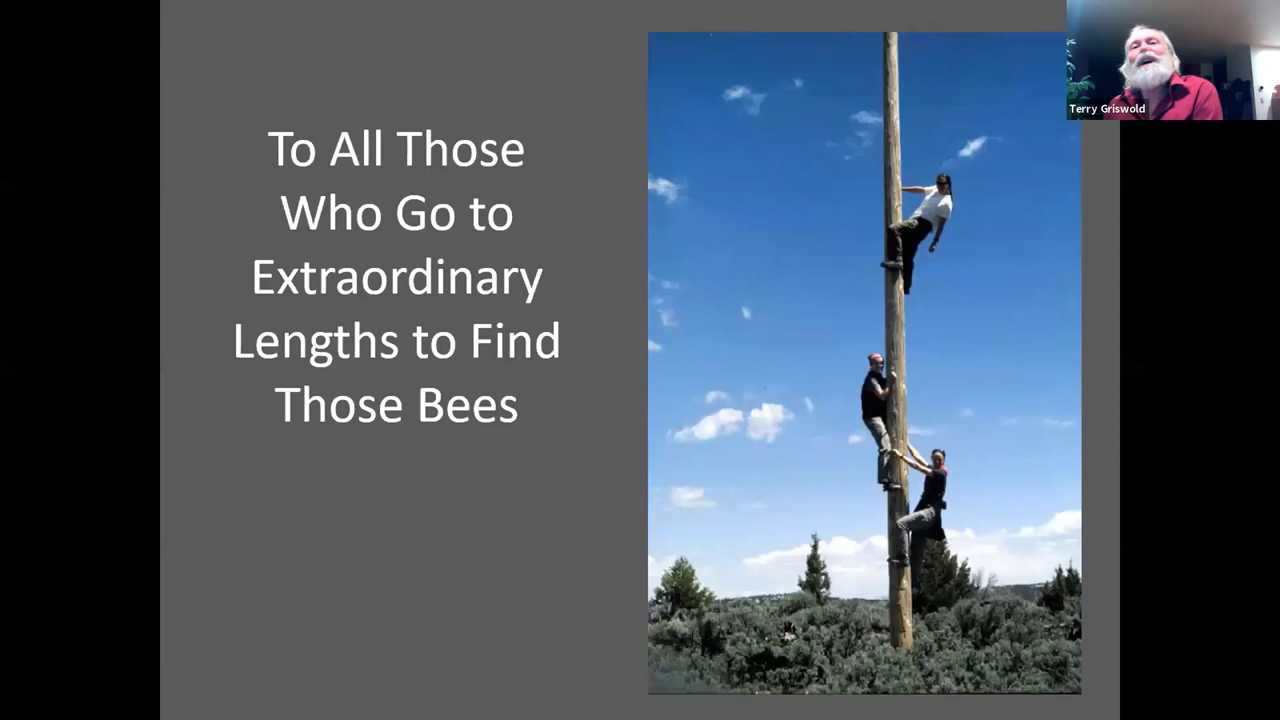 To All Those
Who Go to
Extraordinary
Lengths to Find
Those Bees
Terry Griswold